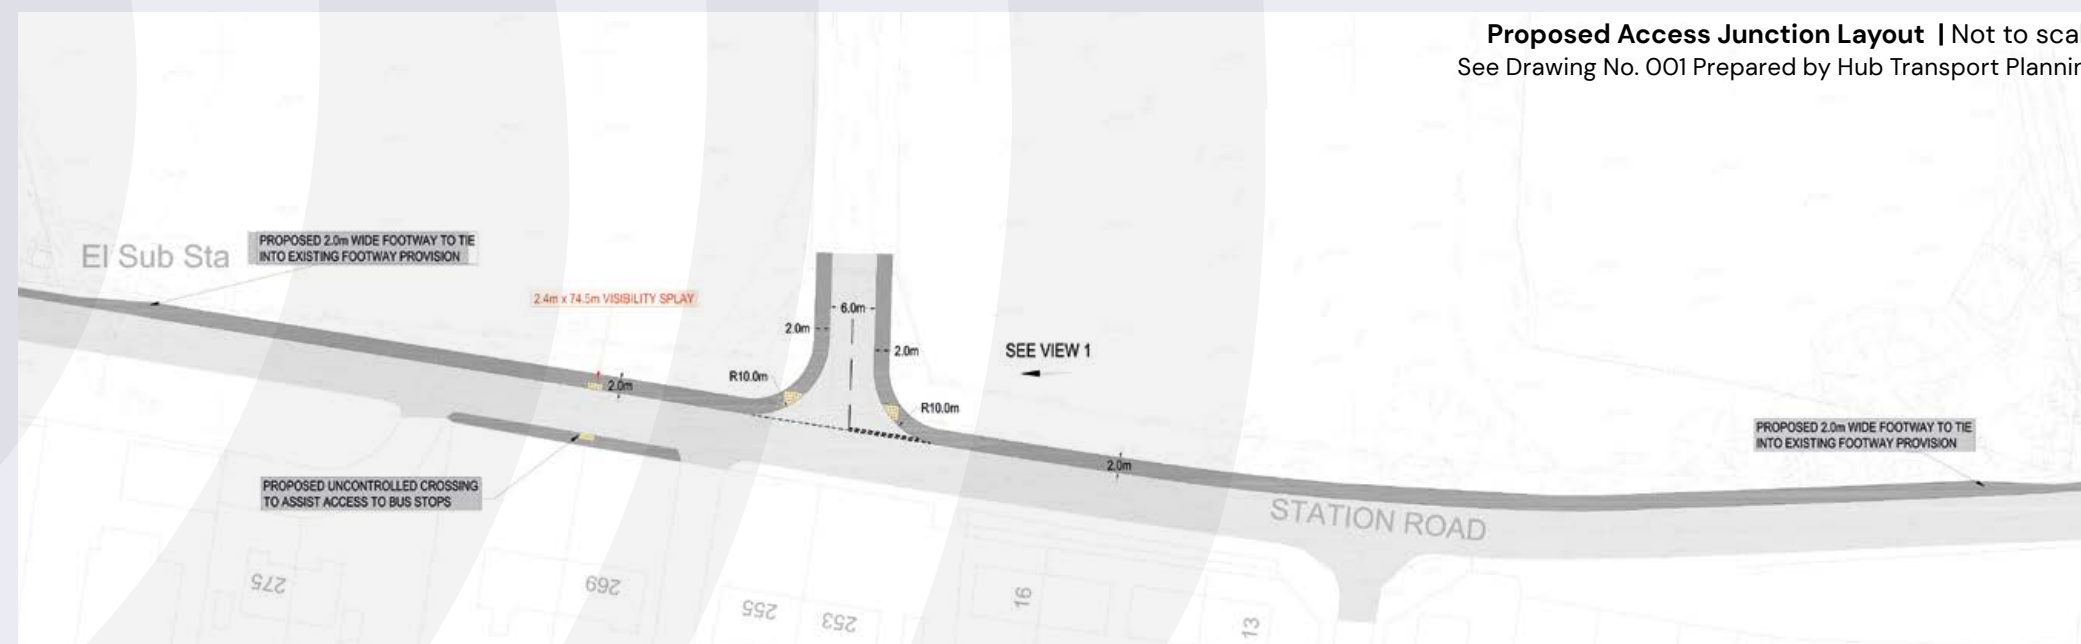 Proposed Access Junction Layout | Not to scal
See Drawing No. 001 Prepared by Hub Transport Plannin
El Sub Sta
PROPOSED 2.0m WIDE FOOTWAY TO TIE
INTO EXISTING FOOTWAY PROVISION
2.4m x 74.5m VISIBILITY SPLAY
6.0m
2.0m
2.0m
SEE VIEW 1
R10.0m
2.0m
R10.0m
PROPOSED 2.0m WIDE FOOTWAY TO TIE
INTO EXISTING FOOTWAY PROVISION
2.0m
PROPOSED UNCONTROLLED CROSSING
TO ASSIST ACCESS TO BUS STOPS
STATION ROAD
275
269
255
253
16
13